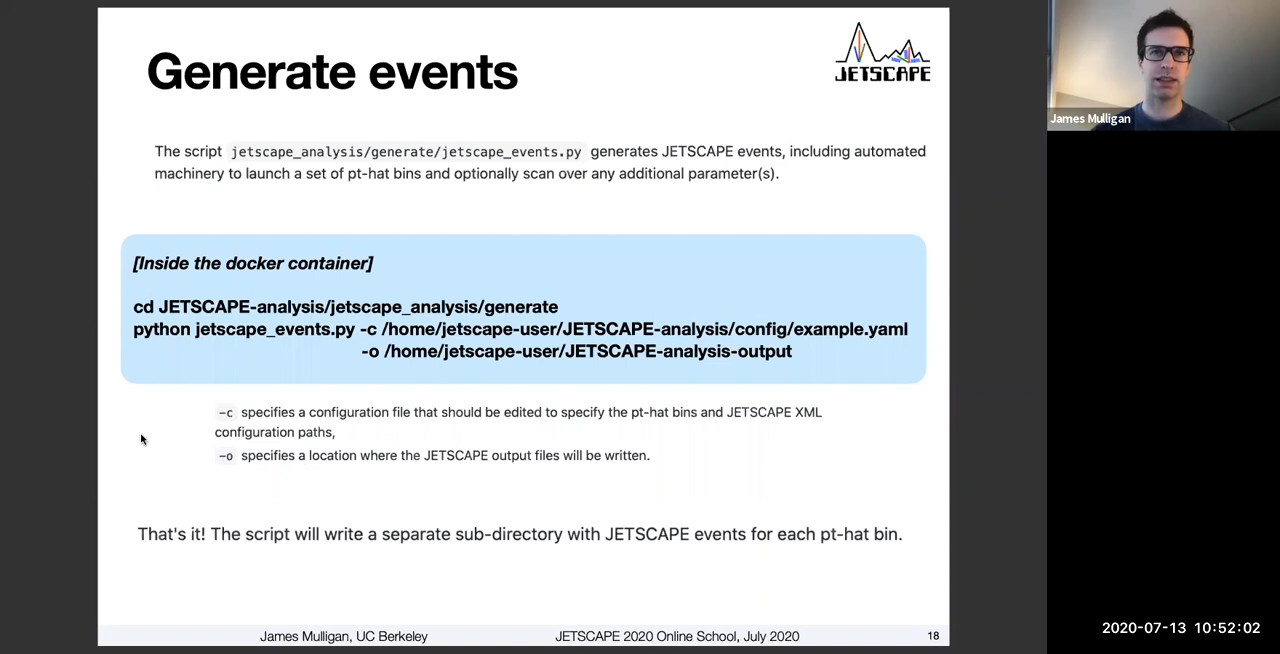 Generate events
JETSCAPE
James Mulligan
The script jetscape_analysis/generate/jetscape_events.py generates JETSCAPE events, including automated
machinery to launch a set of pt-hat bins and optionally scan over any additional parameter(s).
[Inside the docker container]
cd JETSCAPE-analysis/jetscape_analysis/generate
python jetscape_events.py -c /home/jetscape-user/JETSCAPE-analysis/config/example.yaml
-o /home/jetscape-user/JETSCAPE-analysis-output
-c specifies a configuration file that should be edited to specify the pt-hat bins and JETSCAPE XML
configuration paths,
-o specifies a location where the JETSCAPE output files will be written.
That's it! The script will write a separate sub-directory with JETSCAPE events for each pt-hat bin.
James Mulligan, UC Berkeley
JETSCAPE 2020 Online School, July 2020
18
2020-07-13 10:52:02